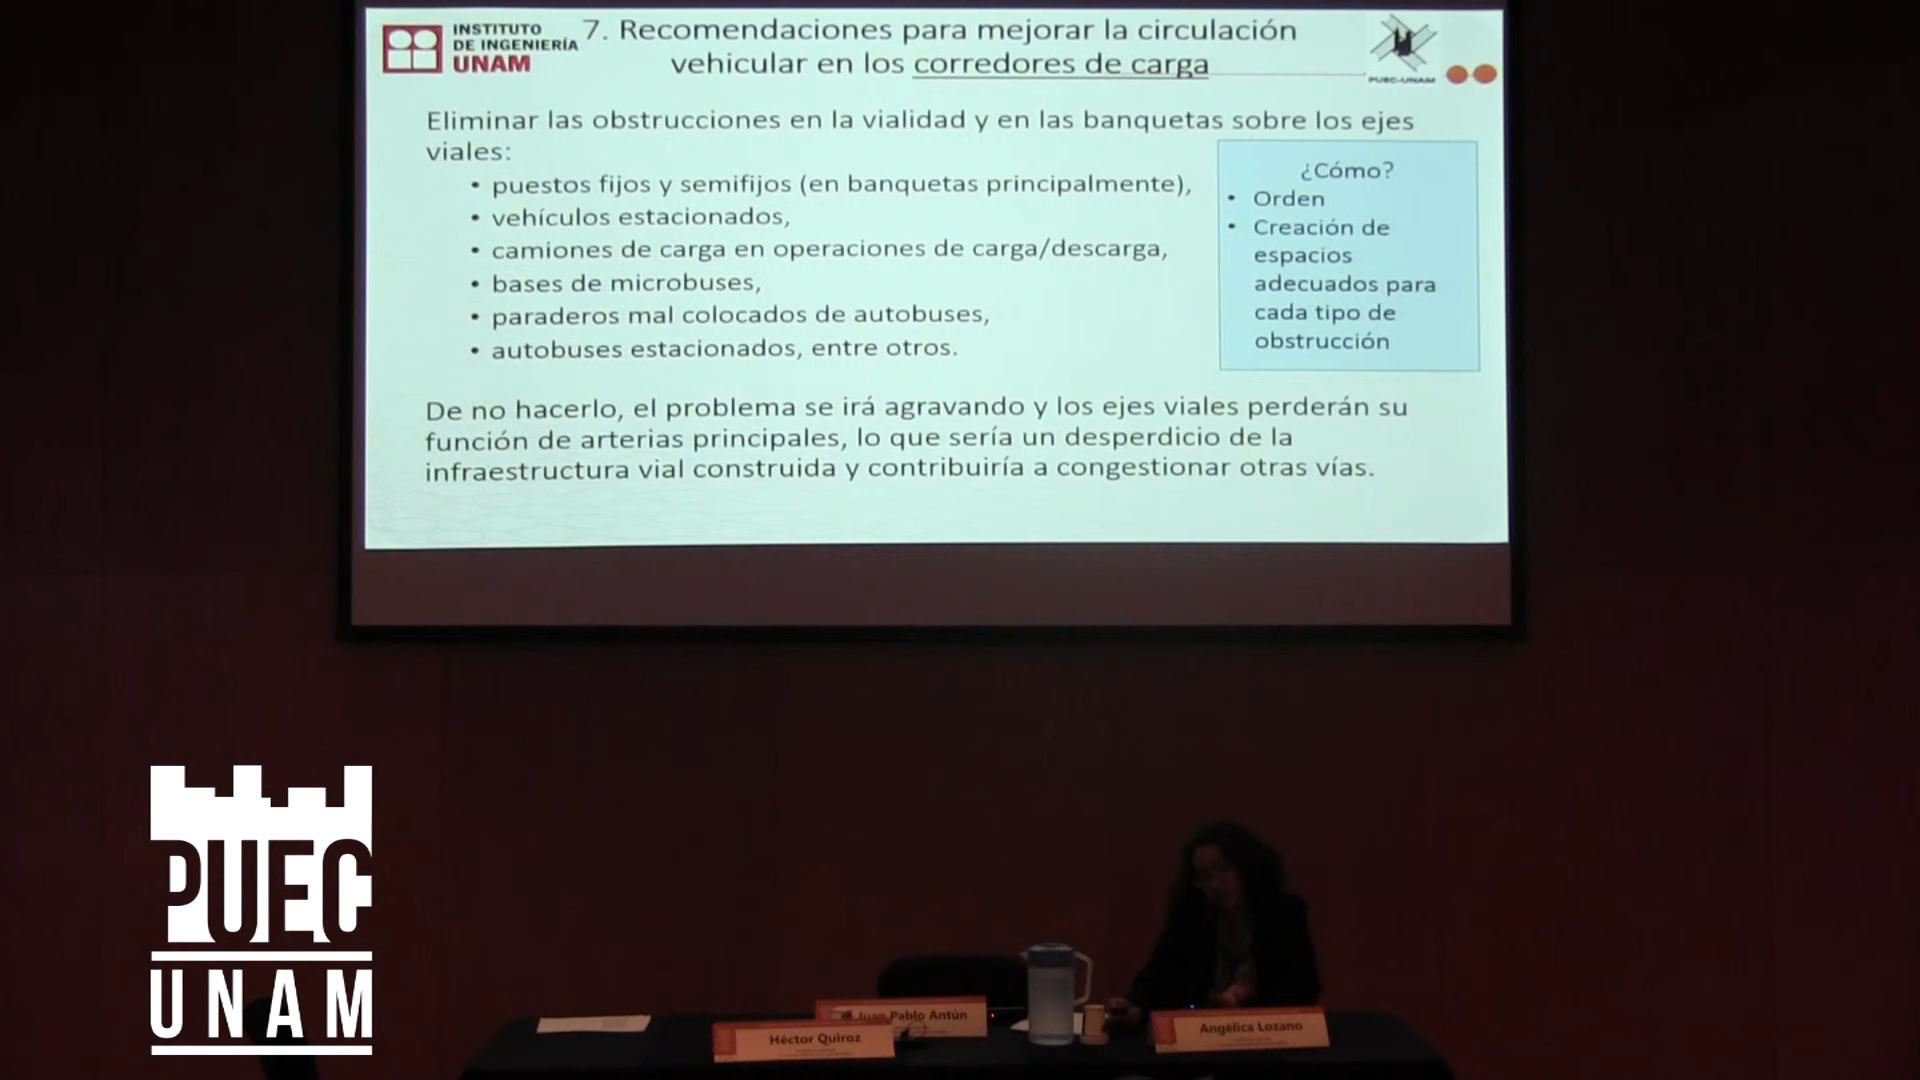 INSTITUTO
DE INGENIERÍA
UNAM
7. Recomendaciones para mejorar la circulación
vehicular en los corredores de carga
PUEC-UNAM
Eliminar las obstrucciones en la vialidad y en las banquetas sobre los ejes
viales:
• puestos fijos y semifijos (en banquetas principalmente),
• vehículos estacionados,
• camiones de carga en operaciones de carga/descarga,
• bases de microbuses,
• paraderos mal colocados de autobuses,
• autobuses estacionados, entre otros.
¿Cómo?
• Orden
• Creación de
espacios
adecuados para
cada tipo de
obstrucción
De no hacerlo, el problema se irá agravando y los ejes viales perderán su
función de arterias principales, lo que sería un desperdicio de la
infraestructura vial construida y contribuiría a congestionar otras vías.
PUEC
UNAM
Juan Pablo Antún
Héctor Quiroz
Angélica Lozano